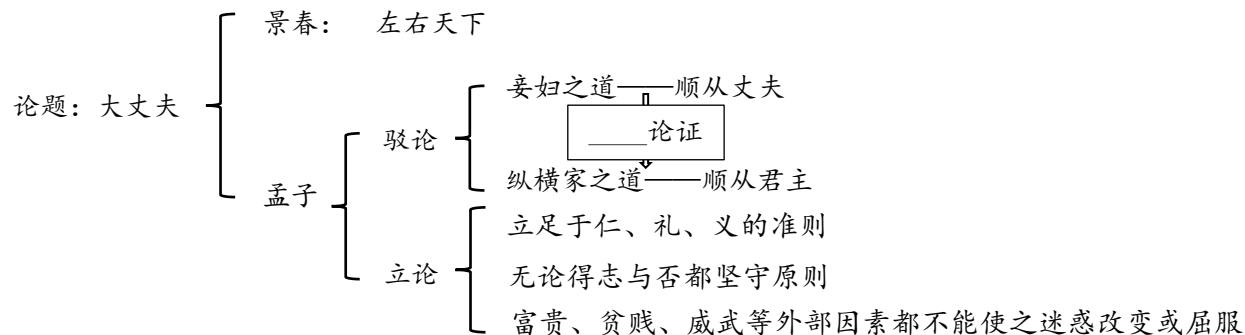 景春： 左右天下
论题：大丈夫
妾妇之道——顺从丈夫
驳论
____论证
纵横家之道——顺从君主
孟子
立足于仁、礼、义的准则
立论
无论得志与否都坚守原则
富贵、贫贱、威武等外部因素都不能使之迷惑改变或屈服